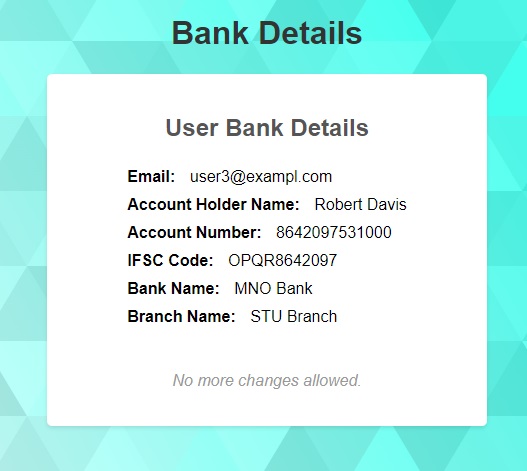 Bank Details
User Bank Details
Email: user3@exampl.com
Account Holder Name: Robert Davis
Account Number: 8642097531000
IFSC Code: OPQR8642097
Bank Name: MNO Bank
Branch Name: STU Branch
No more changes allowed.